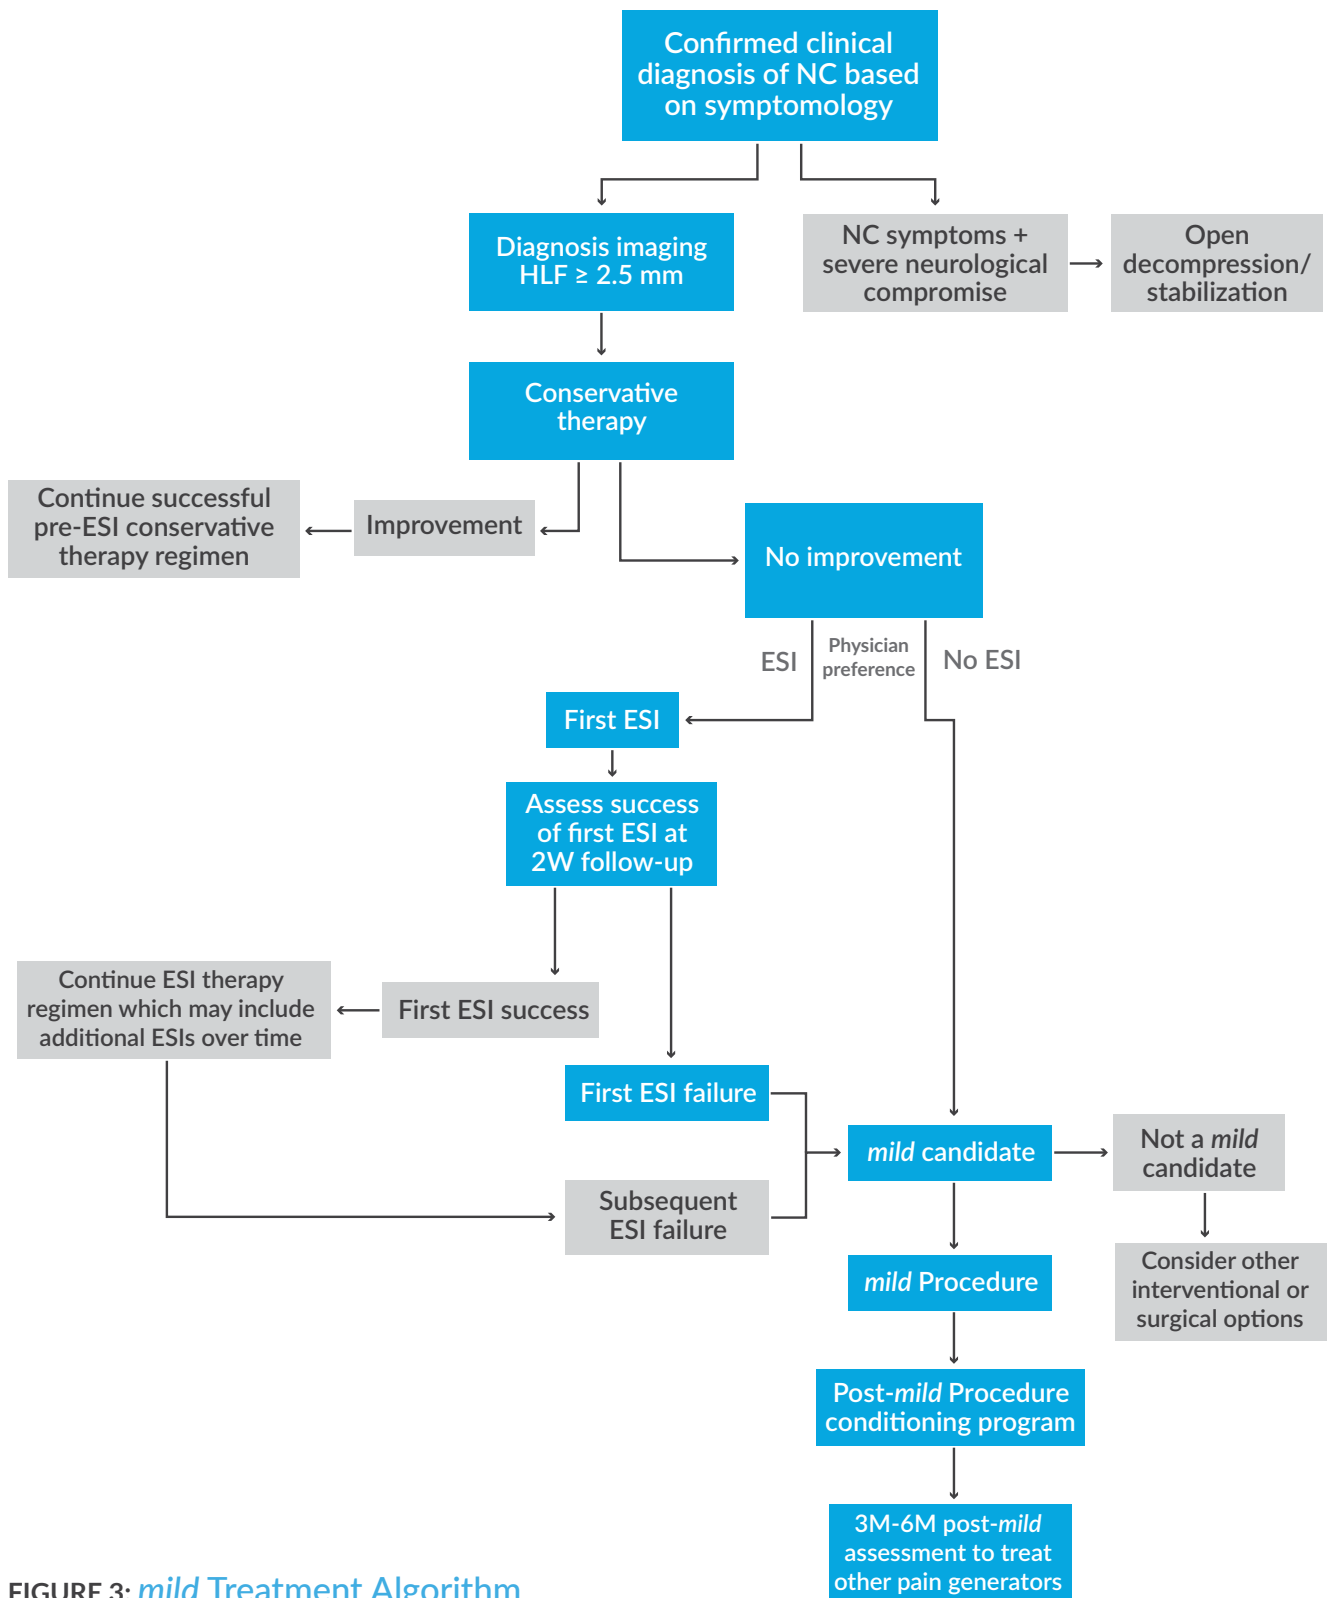 Confirmed clinical
diagnosis of NC based
on symptomology
Diagnosis imaging
HLF ≥ 2.5 mm
NC symptoms +
severe neurological
compromise
Open
decompression/
stabilization
Conservative
therapy
Continue successful
pre-ESI conservative
therapy regimen
Improvement
No improvement
ESI
Physician
preference
No ESI
First ESI
Assess success
of first ESI at
2W follow-up
Continue ESI therapy
regimen which may include
additional ESIs over time
First ESI success
First ESI failure
mild candidate
Not a mild
candidate
Subsequent
ESI failure
mild Procedure
Consider other
interventional or
surgical options
Post-mild Procedure
conditioning program
3M-6M post-mild
assessment to treat
other pain generators
FIGURE 3: mild Treatment Algorithm